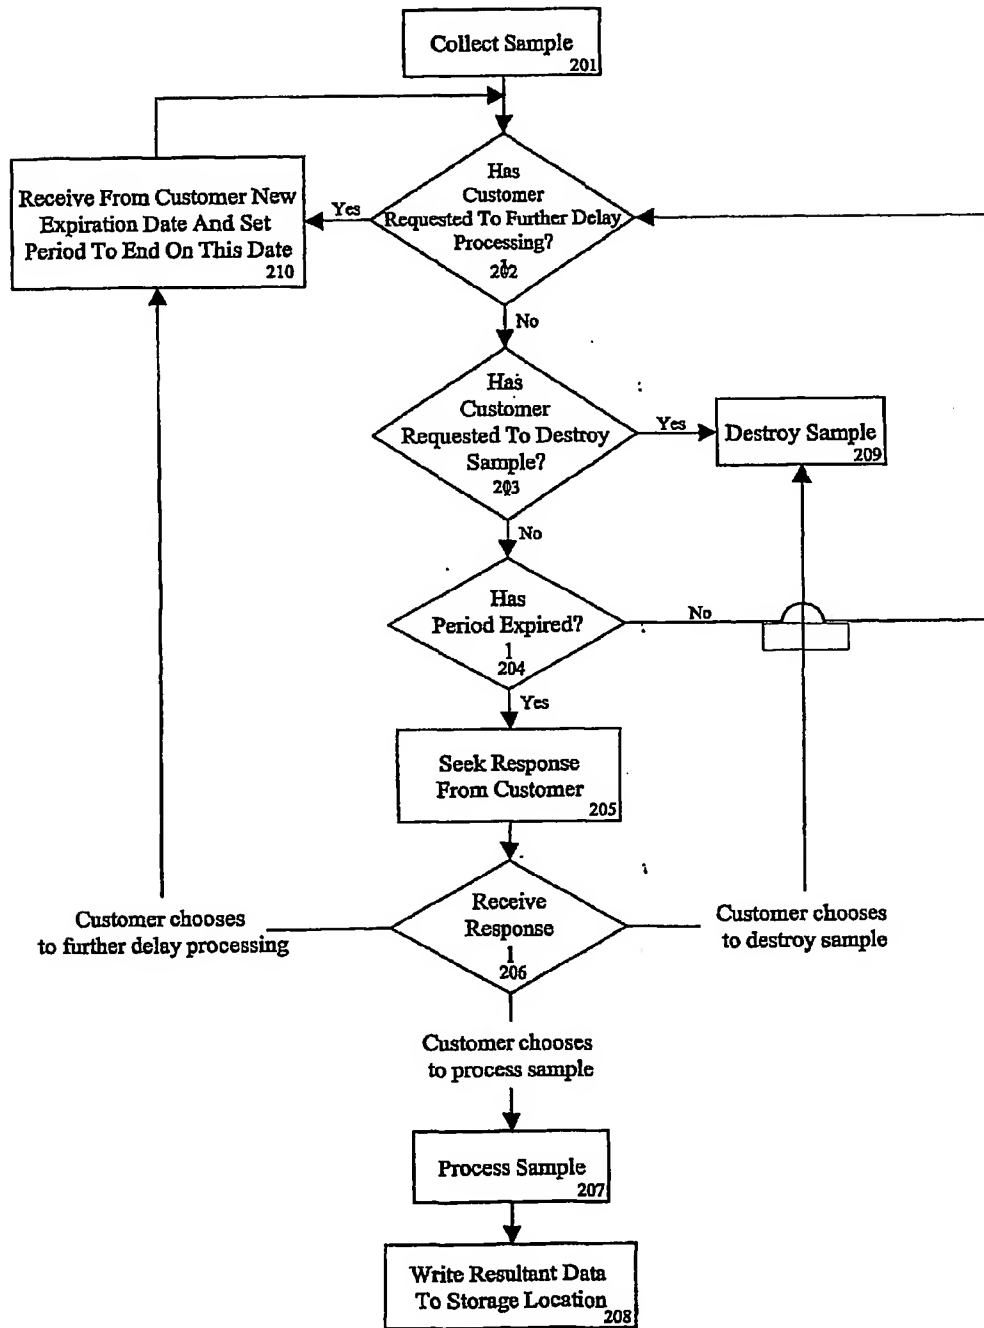 Collect Sample
201
Receive From Customer New
Expiration Date And Set
Period To End On This Date
210
Yes
Has
Customer
Requested To Further Delay
Processing?
202
No
Has
Customer
Requested To Destroy
Sample?
203
Yes
Destroy Sample
209
No
Has
Period Expired?
1
204
No
Yes
Seek Response
From Customer
205
Receive
Response
1
206
Customer chooses
to further delay processing
Customer chooses
to destroy sample
Customer chooses
to process sample
Process Sample
207
Write Resultant Data
To Storage Location
208